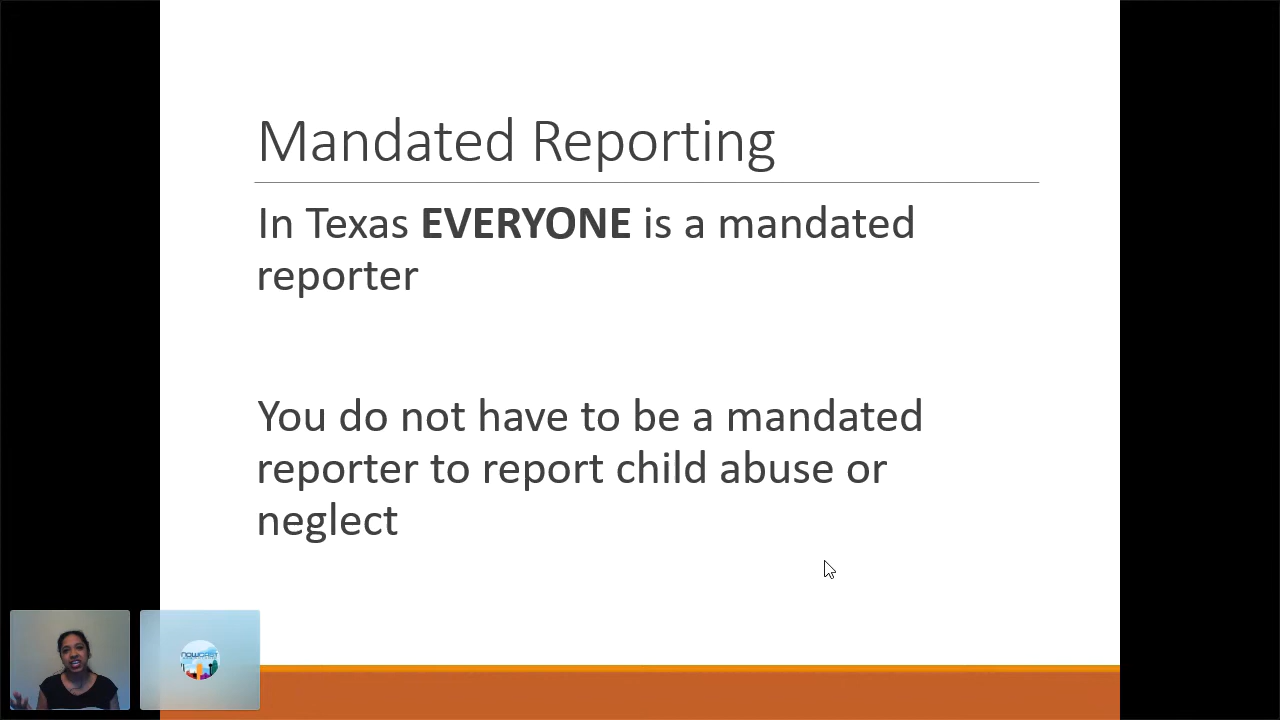 Mandated Reporting
In Texas EVERYONE is a mandated
reporter
You do not have to be a mandated
reporter to report child abuse or
neglect
NOWCAST